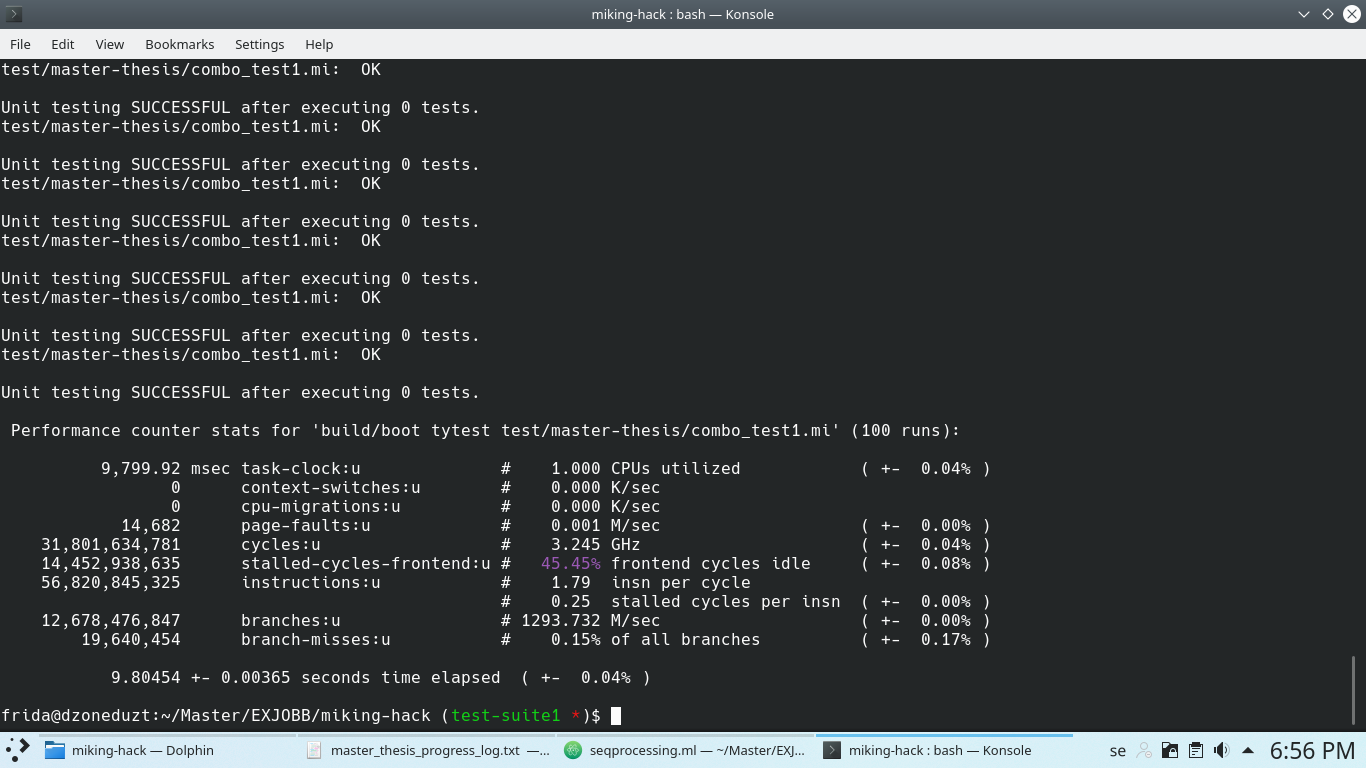 miking-hack : bash — Konsole
File Edit View Bookmarks Settings Help
test/master-thesis/combo_test1.mi:  OK
Unit testing SUCCESSFUL after executing 0 tests.
test/master-thesis/combo_test1.mi:  OK
Unit testing SUCCESSFUL after executing 0 tests.
test/master-thesis/combo_test1.mi:  OK
Unit testing SUCCESSFUL after executing 0 tests.
test/master-thesis/combo_test1.mi:  OK
Unit testing SUCCESSFUL after executing 0 tests.
test/master-thesis/combo_test1.mi:  OK
Unit testing SUCCESSFUL after executing 0 tests.
test/master-thesis/combo_test1.mi:  OK
Unit testing SUCCESSFUL after executing 0 tests.
Performance counter stats for 'build/boot tytest test/master-thesis/combo_test1.mi' (100 runs):
9,799.92 msec task-clock:u # 1.000 CPUs utilized ( +- 0.04% )
0 context-switches:u # 0.000 K/sec
0 cpu-migrations:u # 0.000 K/sec
14,682 page-faults:u # 0.001 M/sec ( +- 0.00% )
31,801,634,781 cycles:u # 3.245 GHz ( +- 0.04% )
14,452,938,635 stalled-cycles-frontend:u # 45.45% frontend cycles idle ( +- 0.08% )
56,820,845,325 instructions:u # 1.79 insn per cycle
# 0.25 stalled cycles per insn ( +- 0.00% )
12,678,476,847 branches:u # 1293.732 M/sec ( +- 0.00% )
19,640,454 branch-misses:u # 0.15% of all branches ( +- 0.17% )
9.80454 +- 0.00365 seconds time elapsed ( +- 0.04% )
frida@dzoneduzt:~/Master/EXJOBB/miking-hack (test-suite1 *)$
miking-hack — Dolphin master_thesis_progress_log.txt —... seqprocessing.ml — ~/Master/EXJ... miking-hack : bash — Konsole se 6:56 PM